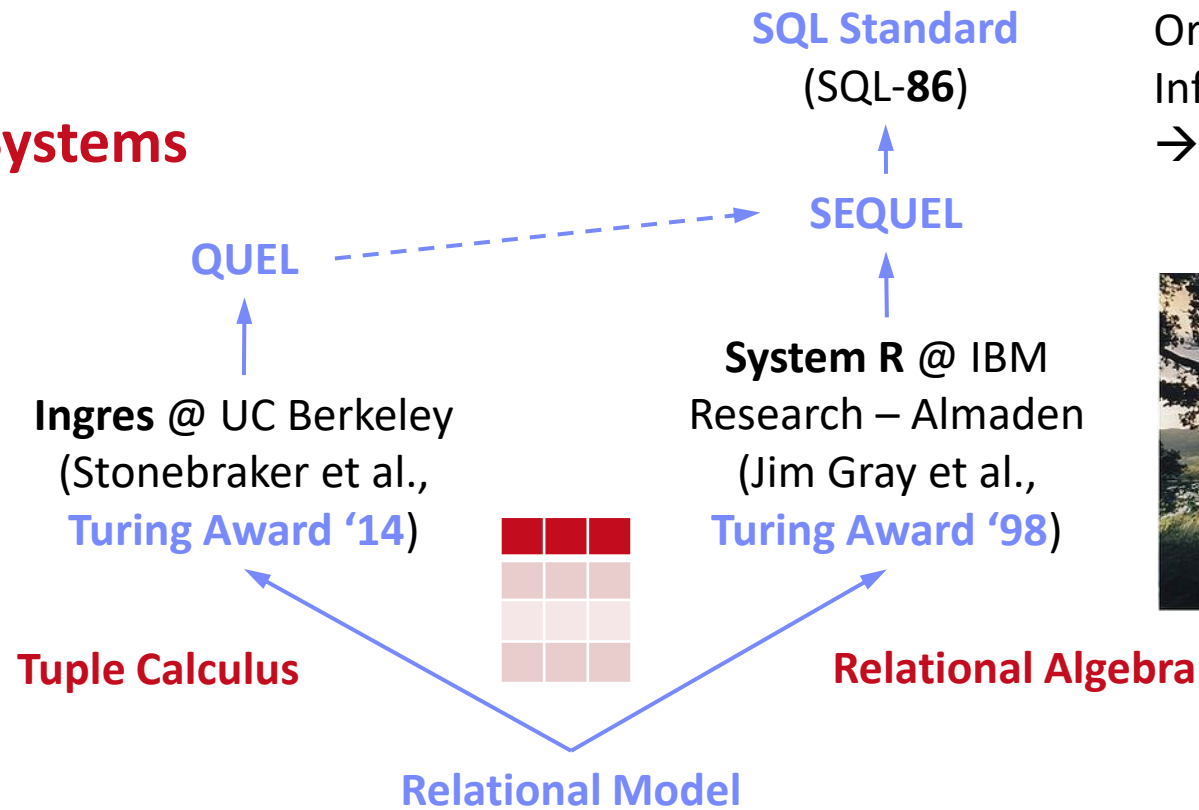 SQL Standard
(SQL-86)
SEQUEL
QUEL
System R @ IBM
Research – Almaden
(Jim Gray et al.,
Turing Award ‘98)
Ingres @ UC Berkeley
(Stonebraker et al.,
Turing Award ‘14)
Tuple Calculus
Relational Algebra
Relational Model